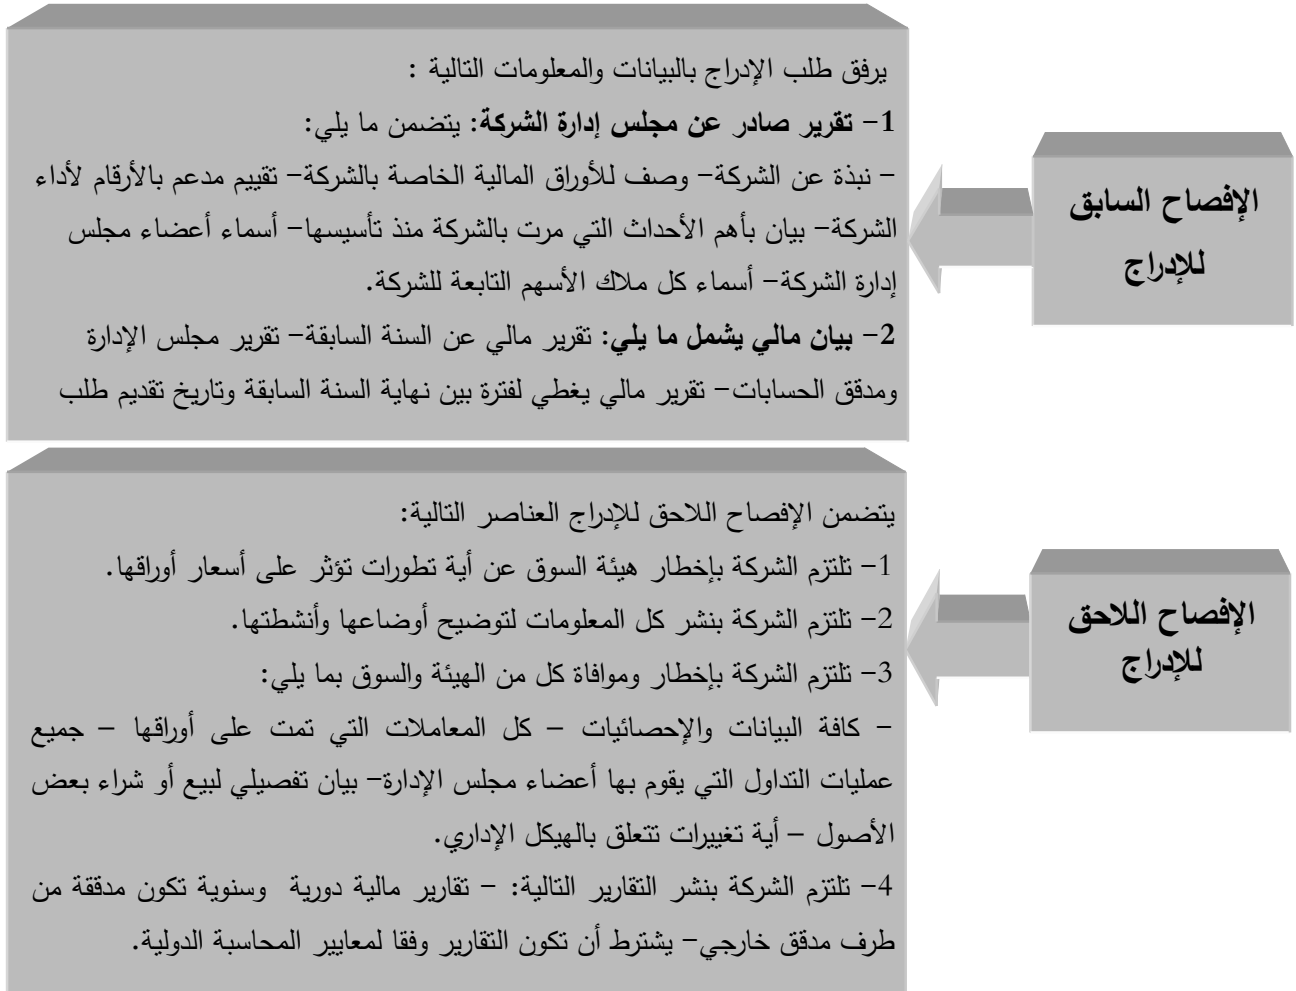 الإفصاح السابق
للإدراج
يرفق طلب الإدراج بالبيانات والمعلومات التالية :
1- تقرير صادر عن مجلس إدارة الشركة: يتضمن ما يلي:
- نبذة عن الشركة- وصف للأوراق المالية الخاصة بالشركة- تقييم مدعم بالأرقام لأداء
الشركة- بيان بأهم الأحداث التي مرت بالشركة منذ تأسيسها- أسماء أعضاء مجلس
إدارة الشركة- أسماء كل ملاك الأسهم التابعة للشركة.
2- بيان مالي يشمل ما يلي: تقرير مالي عن السنة السابقة- تقرير مجلس الإدارة
ومدقق الحسابات- تقرير مالي يغطي لفترة بين نهاية السنة السابقة وتاريخ تقديم طلب
الإفصاح اللاحق
للإدراج
يتضمن الإفصاح اللاحق للإدراج العناصر التالية:
1- تلتزم الشركة بإخطار هيئة السوق عن أية تطورات تؤثر على أسعار أوراقها.
2- تلتزم الشركة بنشر كل المعلومات لتوضيح أوضاعها وأنشطتها.
3- تلتزم الشركة بإخطار وموافاة كل من الهيئة والسوق بما يلي:
- كافة البيانات والإحصائيات – كل المعاملات التي تمت على أوراقها – جميع
عمليات التداول التي يقوم بها أعضاء مجلس الإدارة- بيان تفصيلي لبيع أو شراء بعض
الأصول – أية تغييرات تتعلق بالهيكل الإداري.
4- تلتزم الشركة بنشر التقارير التالية: - تقارير مالية دورية وسنوية تكون مدققة من
طرف مدقق خارجي- يشترط أن تكون التقارير وفقا لمعايير المحاسبة الدولية.